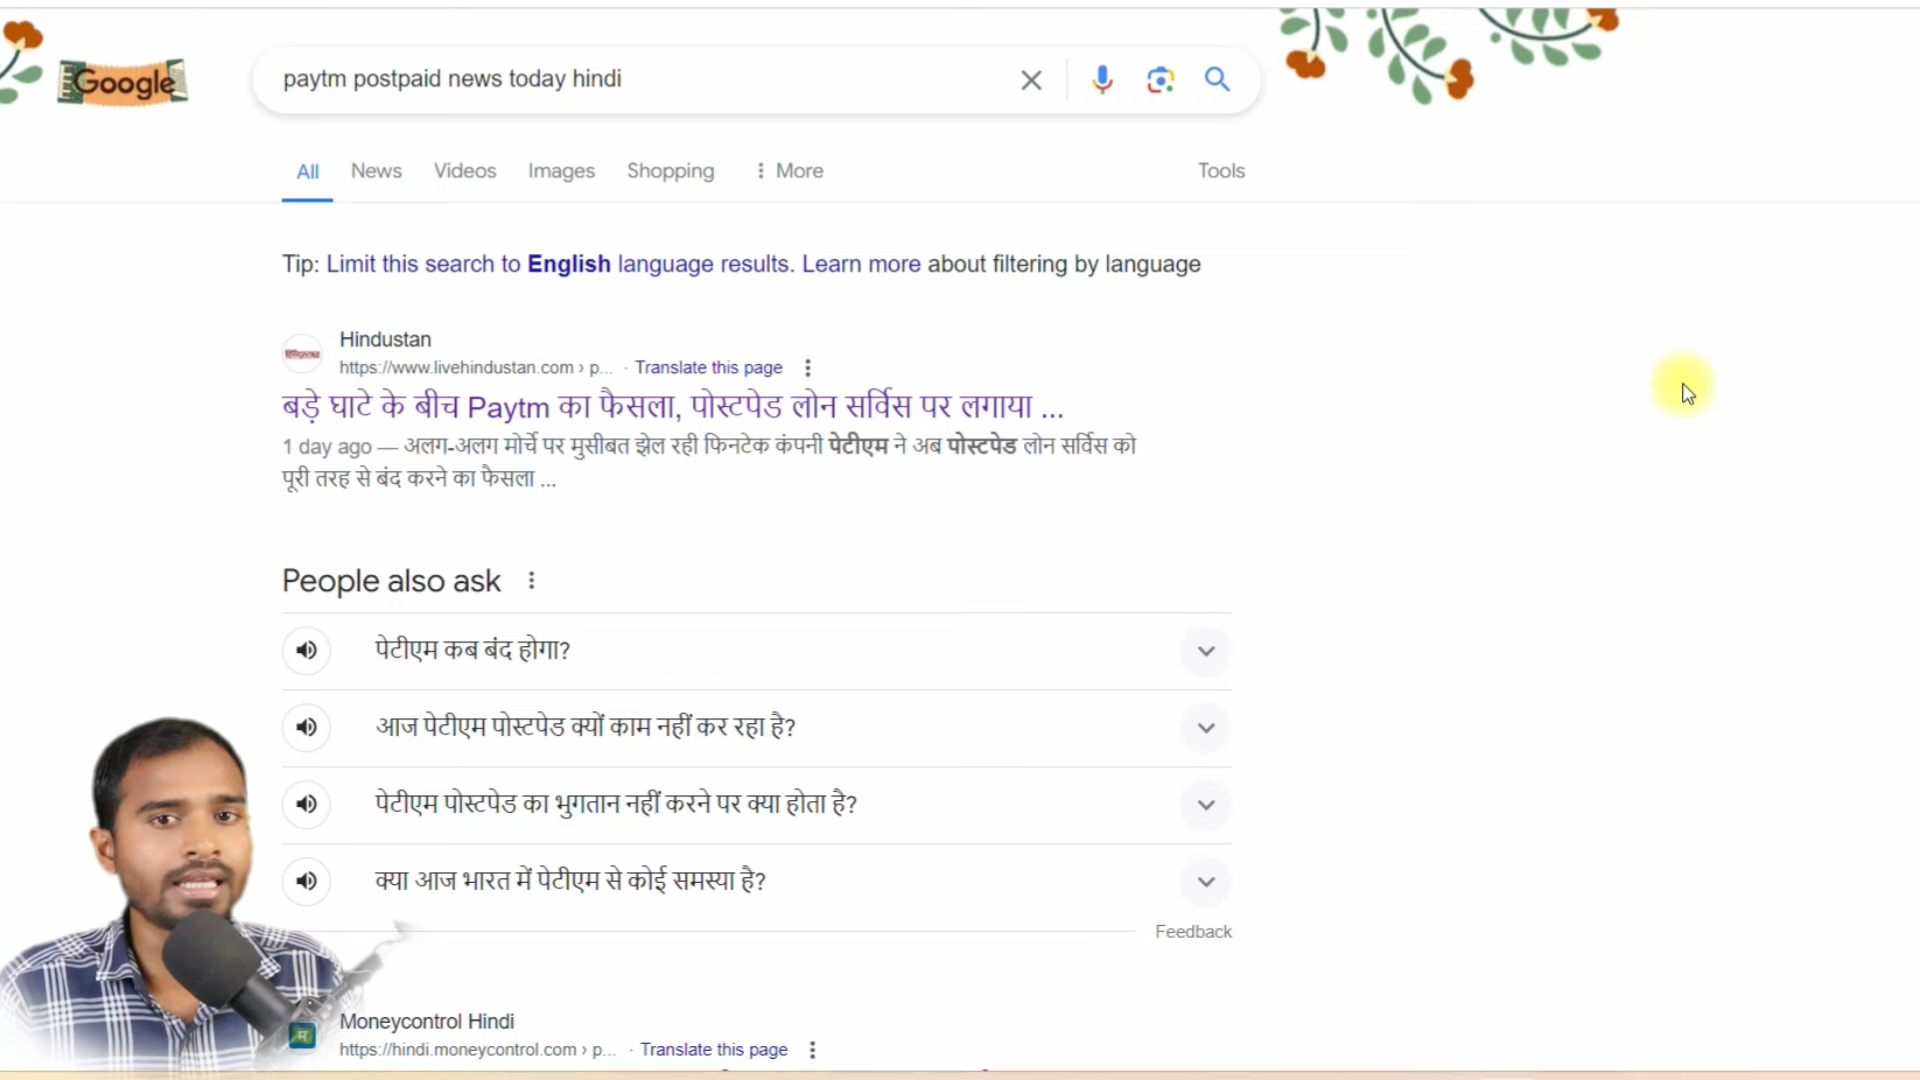 Google
paytm postpaid news today hindi
All News Videos Images Shopping More Tools
Tip: Limit this search to English language results. Learn more about filtering by language
Hindustan
https://www.livehindustan.com › p... · Translate this page
बड़े घाटे के बीच Paytm का फैसला, पोस्टपेड लोन सर्विस पर लगाया ...
1 day ago — अलग-अलग मोर्चे पर मुसीबत झेल रही फिनटेक कंपनी पेटीएम ने अब पोस्टपेड लोन सर्विस को
पूरी तरह से बंद करने का फैसला ...
People also ask
पेटीएम कब बंद होगा?
आज पेटीएम पोस्टपेड क्यों काम नहीं कर रहा है?
पेटीएम पोस्टपेड का भुगतान नहीं करने पर क्या होता है?
क्या आज भारत में पेटीएम से कोई समस्या है?
Feedback
Moneycontrol Hindi
https://hindi.moneycontrol.com › p... · Translate this page